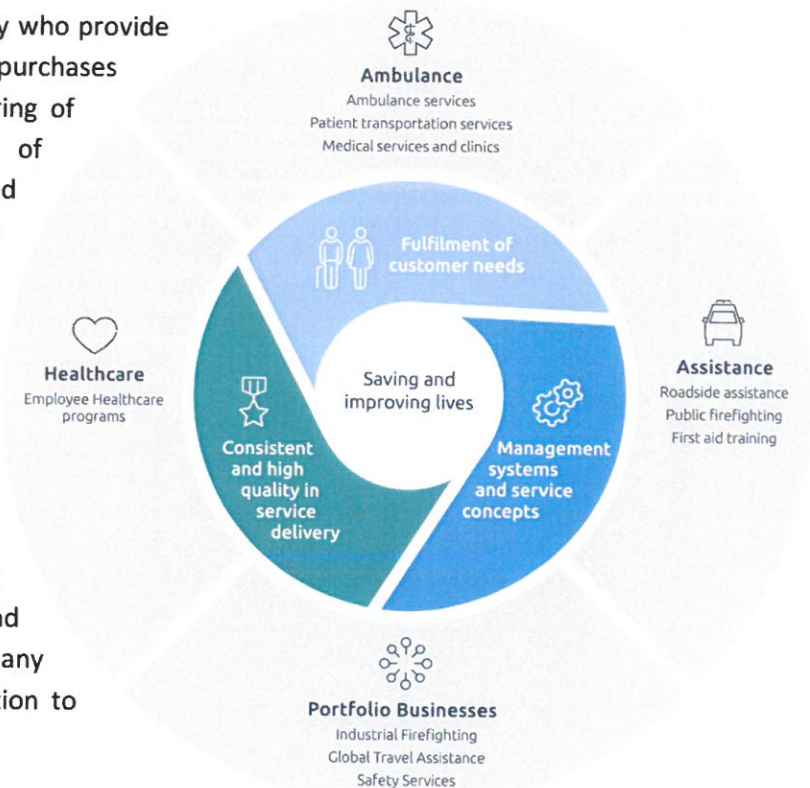 y who provide
purchases
ring of
of
d
Ambulance
Ambulance services
Patient transportation services
Medical services and clinics
Fulfilment of
customer needs
Healthcare
Employee Healthcare
programs
Saving and
improving lives
Assistance
Roadside assistance
Public firefighting
First aid training
Consistent
and high
quality in
service
delivery
Management
systems
and service
concepts
nd
any
tion to
Portfolio Businesses
Industrial Firefighting
Global Travel Assistance
Safety Services